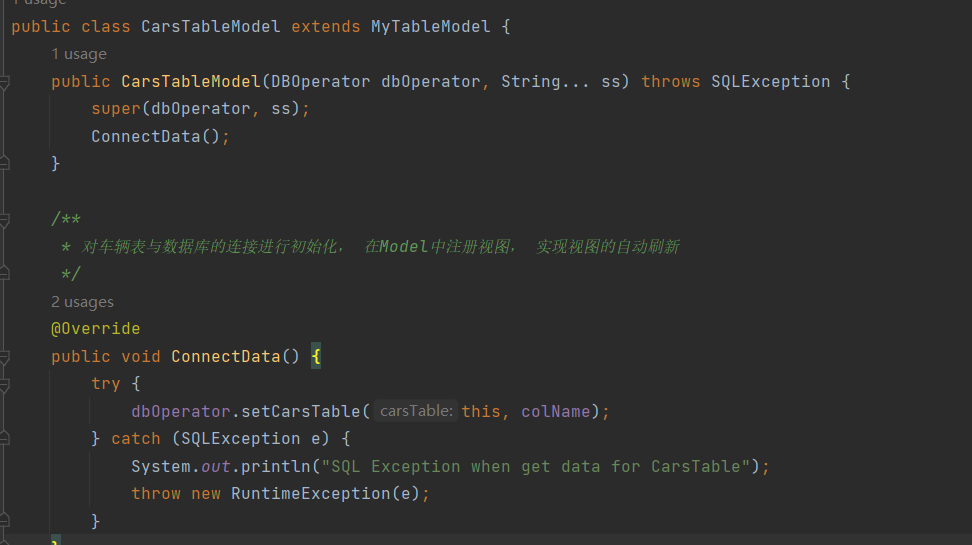 1 usage
public class CarsTableModel extends MyTableModel {
1 usage
public CarsTableModel(DBOperator dbOperator, String... ss) throws SQLException {
super(dbOperator, ss);
ConnectData();
}
/**
* 对车辆表与数据库的连接进行初始化， 在Model中注册视图， 实现视图的自动刷新
*/
2 usages
@Override
public void ConnectData() {
try {
dbOperator.setCarsTable( carsTable: this, colName);
} catch (SQLException e) {
System.out.println("SQL Exception when get data for CarsTable");
throw new RuntimeException(e);
}
}